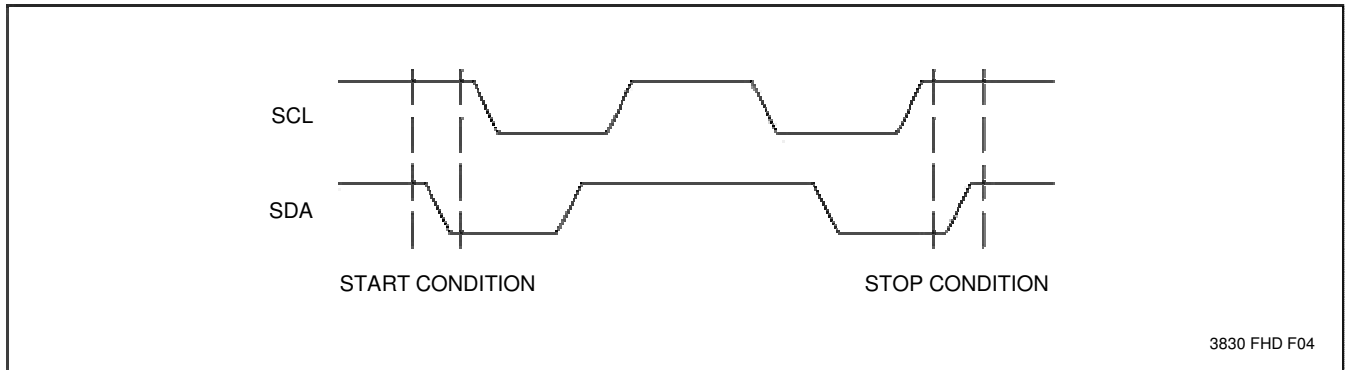 SCL
SDA
START CONDITION
STOP CONDITION
3830 FHD F04